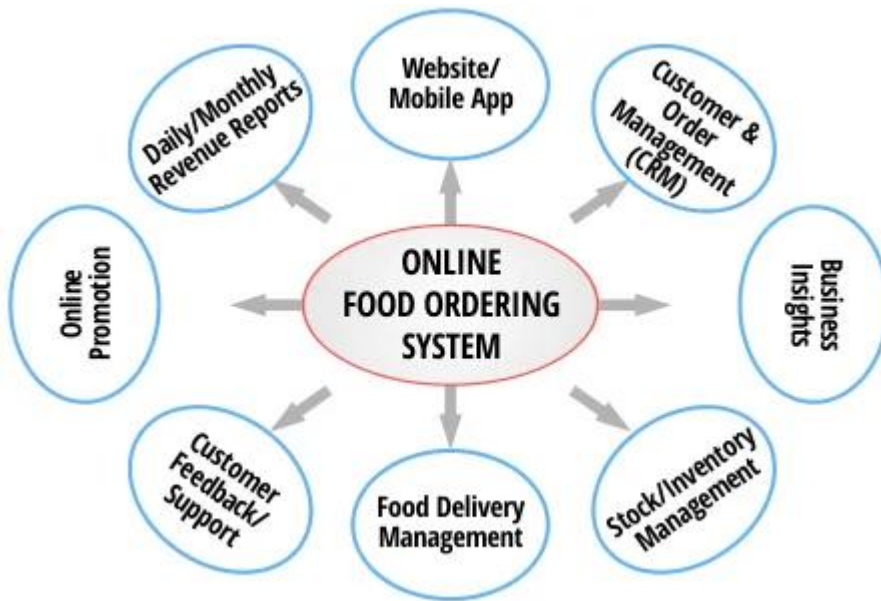 Website/
Mobile App
Customer &
Order
Management
(CRM)
Business
Insights
Stock/Inventory
Management
Food Delivery
Management
Customer
Feedback/
Support
Online
Promotion
Daily/Monthly
Revenue Reports
ONLINE
FOOD ORDERING
SYSTEM